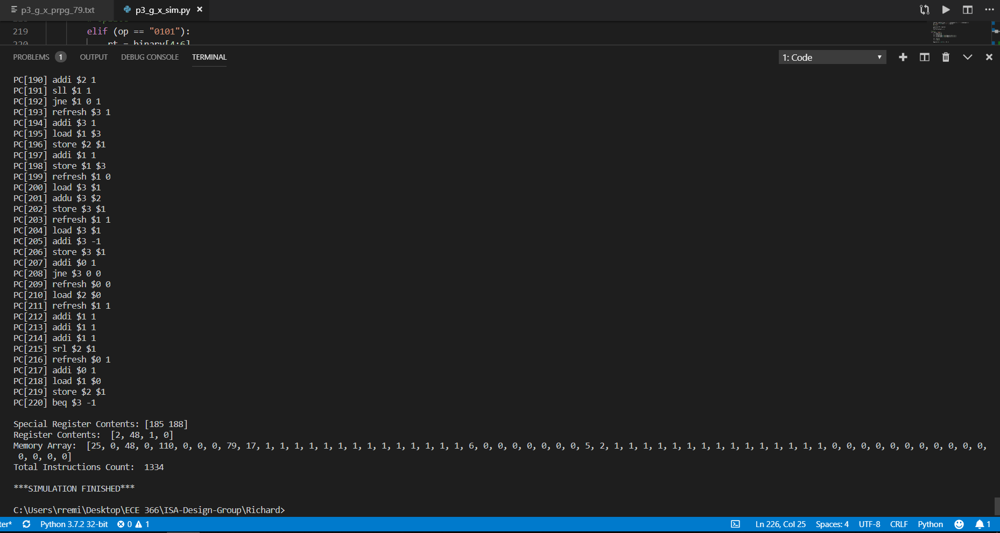 p3_g_x_prpg_79.txt
p3_g_x_sim.py
219 elif (op == "0101"):
220 rt = binary[4:6]
PROBLEMS 1 OUTPUT DEBUG CONSOLE TERMINAL
1: Code
PC[190] addi $2 1
PC[191] sll $1 1
PC[192] jne $1 0 1
PC[193] refresh $3 1
PC[194] addi $3 1
PC[195] load $1 $3
PC[196] store $2 $1
PC[197] addi $1 1
PC[198] store $1 $3
PC[199] refresh $1 0
PC[200] load $3 $1
PC[201] addu $3 $2
PC[202] store $3 $1
PC[203] refresh $1 1
PC[204] load $3 $1
PC[205] addi $3 -1
PC[206] store $3 $1
PC[207] addi $0 1
PC[208] jne $3 0 0
PC[209] refresh $0 0
PC[210] load $2 $0
PC[211] refresh $1 1
PC[212] addi $1 1
PC[213] addi $1 1
PC[214] addi $1 1
PC[215] srl $2 $1
PC[216] refresh $0 1
PC[217] addi $0 1
PC[218] load $1 $0
PC[219] store $2 $1
PC[220] beq $3 -1
Special Register Contents: [185 188]
Register Contents:  [2, 48, 1, 0]
Memory Array:  [25, 0, 48, 0, 110, 0, 0, 0, 79, 17, 1, 1, 1, 1, 1, 1, 1, 1, 1, 1, 1, 1, 1, 1, 6, 0, 0, 0, 0, 0, 0, 0, 5, 2, 1, 1, 1, 1, 1, 1, 1, 1, 1, 1, 1, 1, 1, 1, 1, 0, 0, 0, 0, 0, 0, 0, 0, 0, 0, 0,
0, 0, 0, 0]
Total Instructions Count:  1334
***SIMULATION FINISHED***
C:\Users\rremi\Desktop\ECE 366\ISA-Design-Group\Richard>
ter* Python 3.7.2 32-bit 0 1 Ln 226, Col 25 Spaces: 4 UTF-8 CRLF Python 1